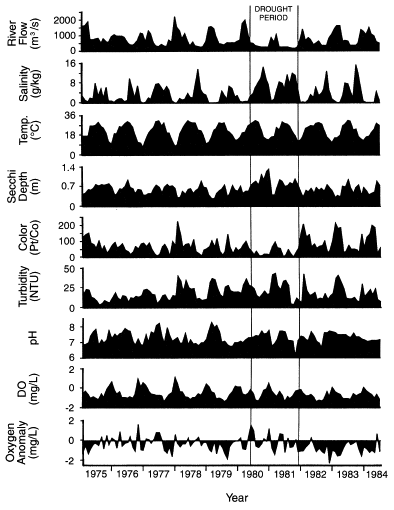 DROUGHT
PERIOD
River
Flow
(m³/s)
2000
1000
0
Salinity
(g/kg)
16
8
0
Temp.
(°C)
36
18
0
Secchi
Depth
(m)
1.4
0.7
0
Color
(Pt/Co)
200
100
0
Turbidity
(NTU)
50
25
0
pH
8
7
6
DO
(mg/L)
2
0
-2
Oxygen
Anomaly
(mg/L)
2
0
-2
1975 1976 1977 1978 1979 1980 1981 1982 1983 1984
Year